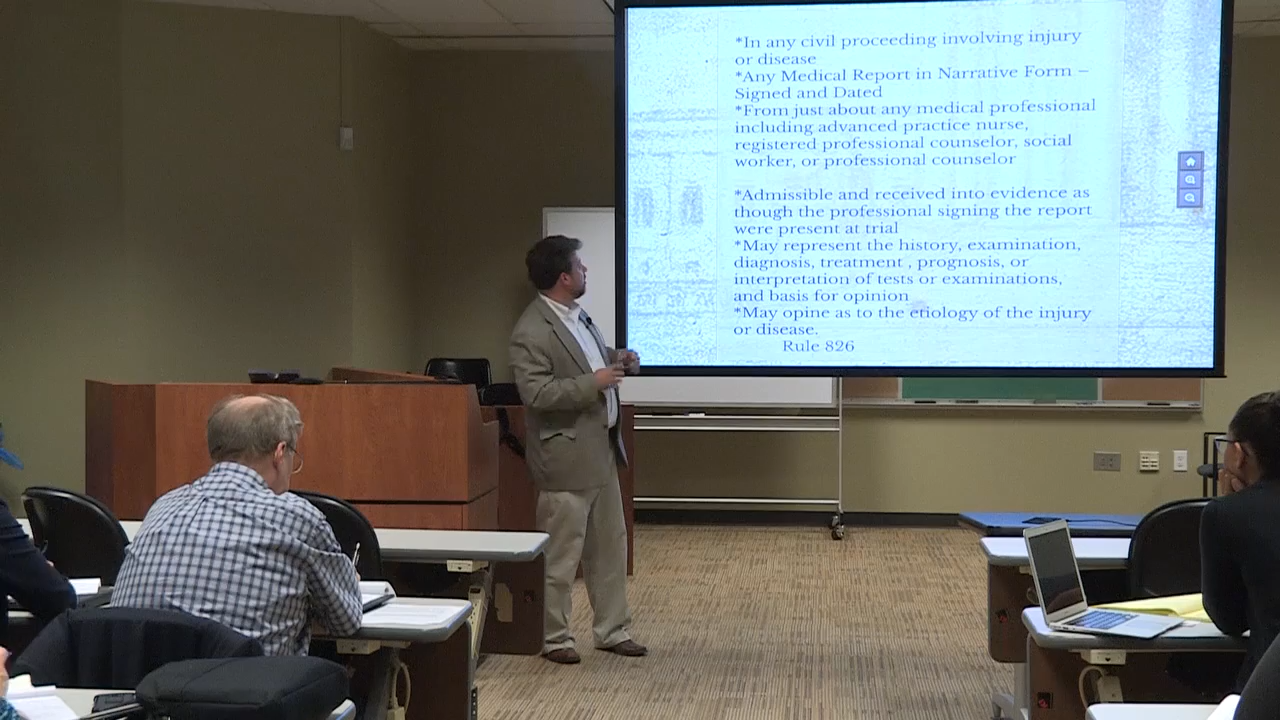 *In any civil proceeding involving injury
or disease
*Any Medical Report in Narrative Form –
Signed and Dated
*From just about any medical professional
including advanced practice nurse,
registered professional counselor, social
worker, or professional counselor
*Admissible and received into evidence as
though the professional signing the report
were present at trial
*May represent the history, examination,
diagnosis, treatment , prognosis, or
interpretation of tests or examinations,
and basis for opinion
*May opine as to the etiology of the injury
or disease.
Rule 826